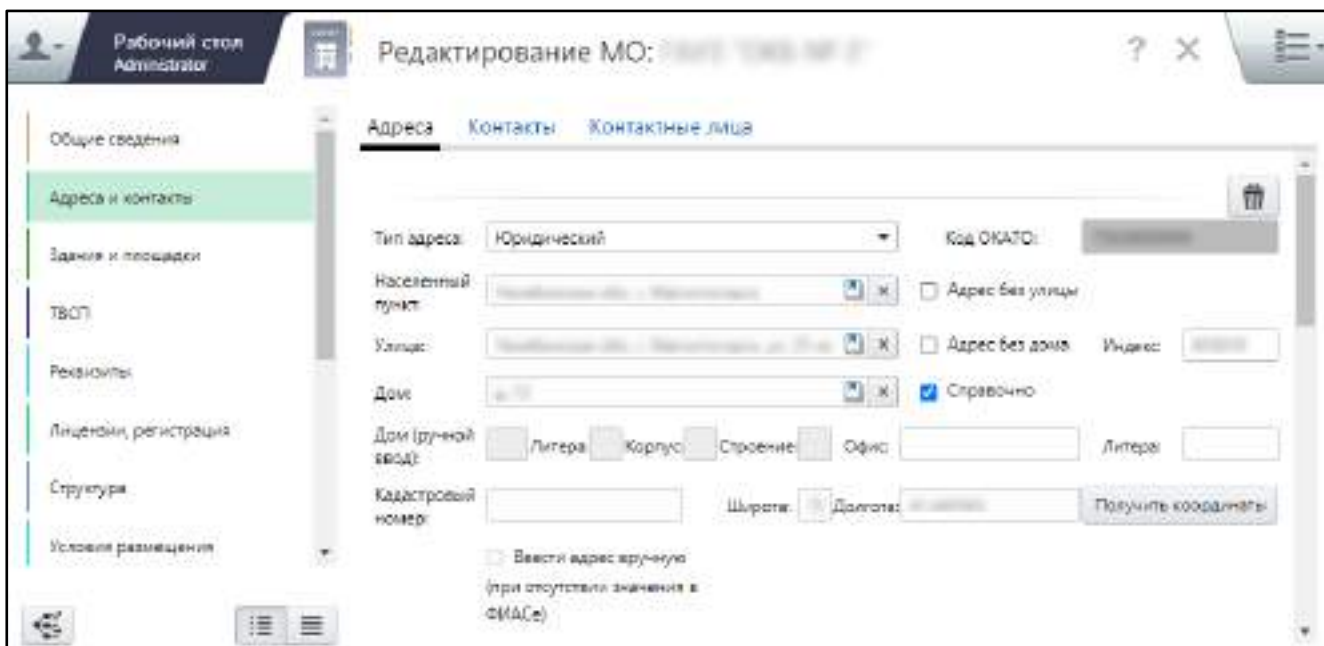 Рабочий стол
Administrator
Редактирование МО:
?
Общие сведения
Адреса и контакты
Здания и площадки
ТВСП
Реквизиты
Лицензии, регистрация
Структура
Условия размещения
Адреса Контакты Контактные лица
Тип адреса: Юридический Код ОКАТО:
Населенный пункт: Адрес без улицы
Улица: Адрес без дома Индекс:
Дом: Справочно
Дом (ручной ввод): Литера Корпус Строение Офис: Литера:
Кадастровый номер: Широта: Долгота: Получить координаты
Ввести адрес вручную
(при отсутствии значения в
ФИАСе)